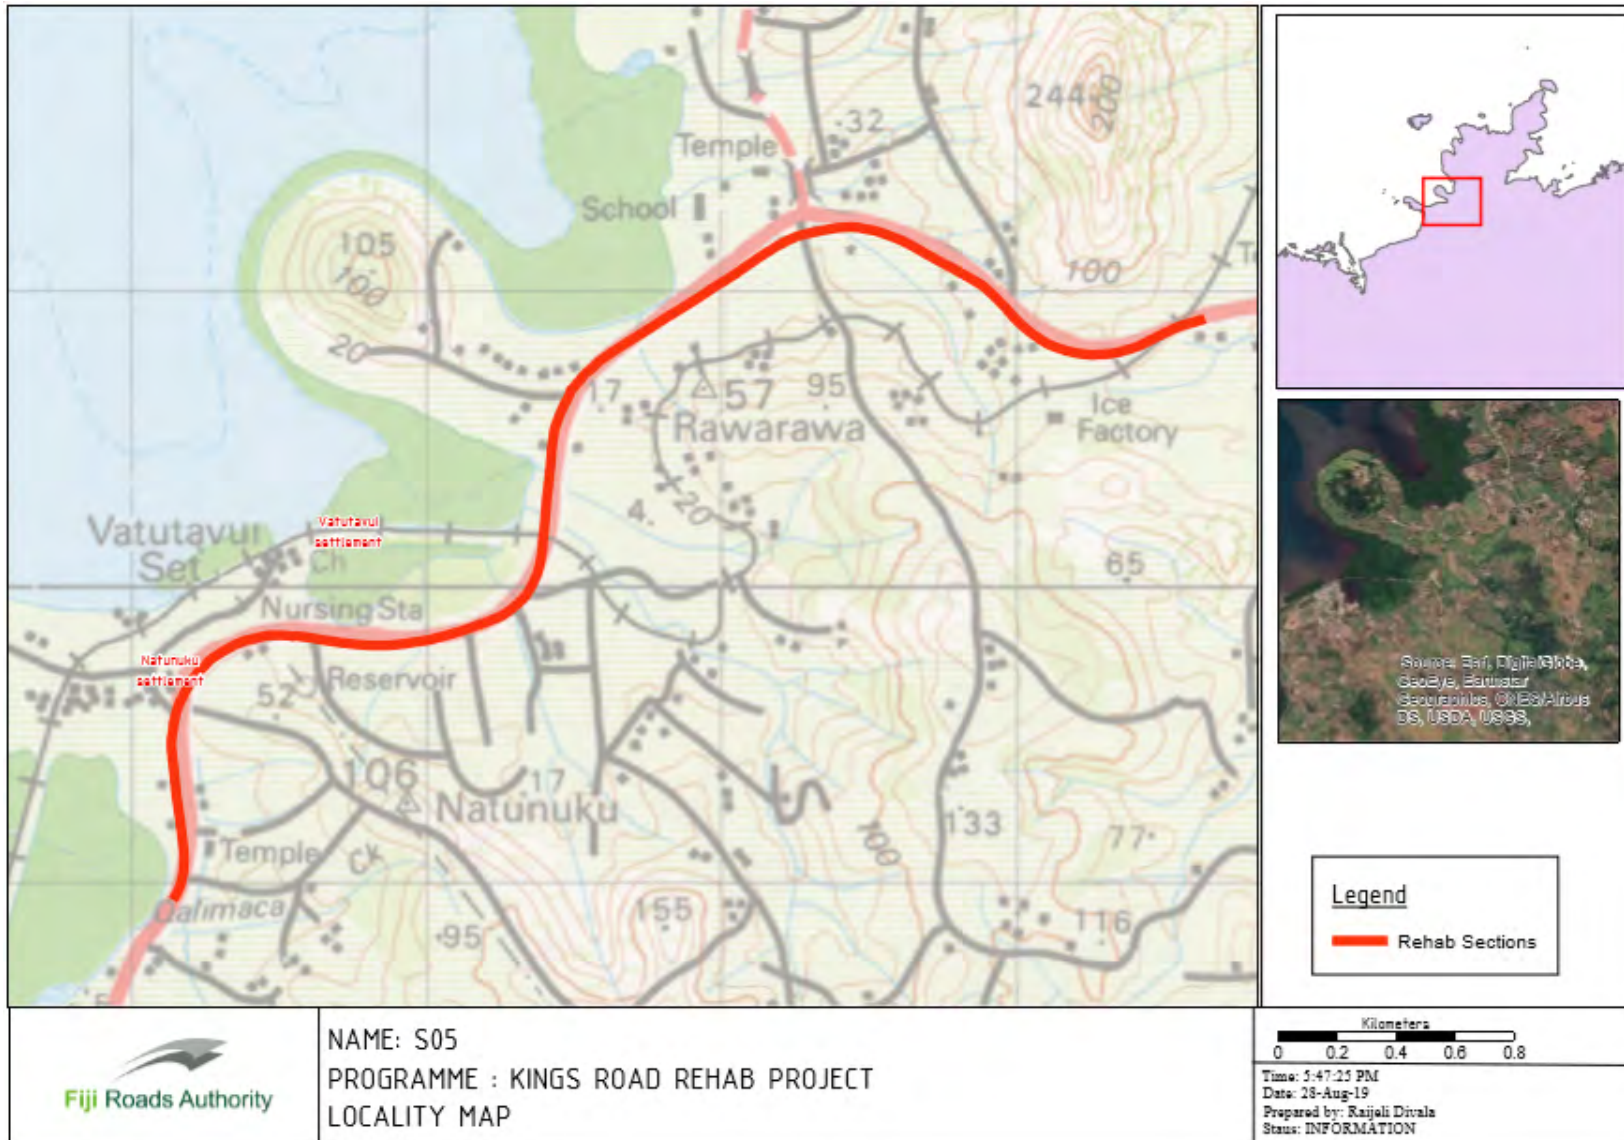 244
200
32
Temple
School
105
100
100
20
17
57
95
Rawarawa
Ice
Factory
4.
20
Vatutavui
Set
Vatutavui
settlement
Ch
65
Nursing Sta
Natunuku
settlement
52
Reservoir
106
17
Natunuku
133
77
100
Temple
Ck
Qalimaca
155
95
116
Source: Esri, DigitalGlobe,
GeoEye, Earthstar
Geographics, CNES/Airbus
DS, USDA, USGS,
Legend
Rehab Sections
Fiji Roads Authority
NAME: S05
PROGRAMME : KINGS ROAD REHAB PROJECT
LOCALITY MAP
Kilometers
0 0.2 0.4 0.6 0.8
Time: 5:47:25 PM
Date: 28-Aug-19
Prepared by: Raijeli Divala
Staus: INFORMATION